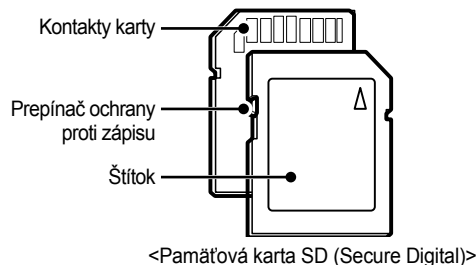 Kontakty karty
Prepínač ochrany
proti zápisu
Štítok
<Pamäťová karta SD (Secure Digital)>